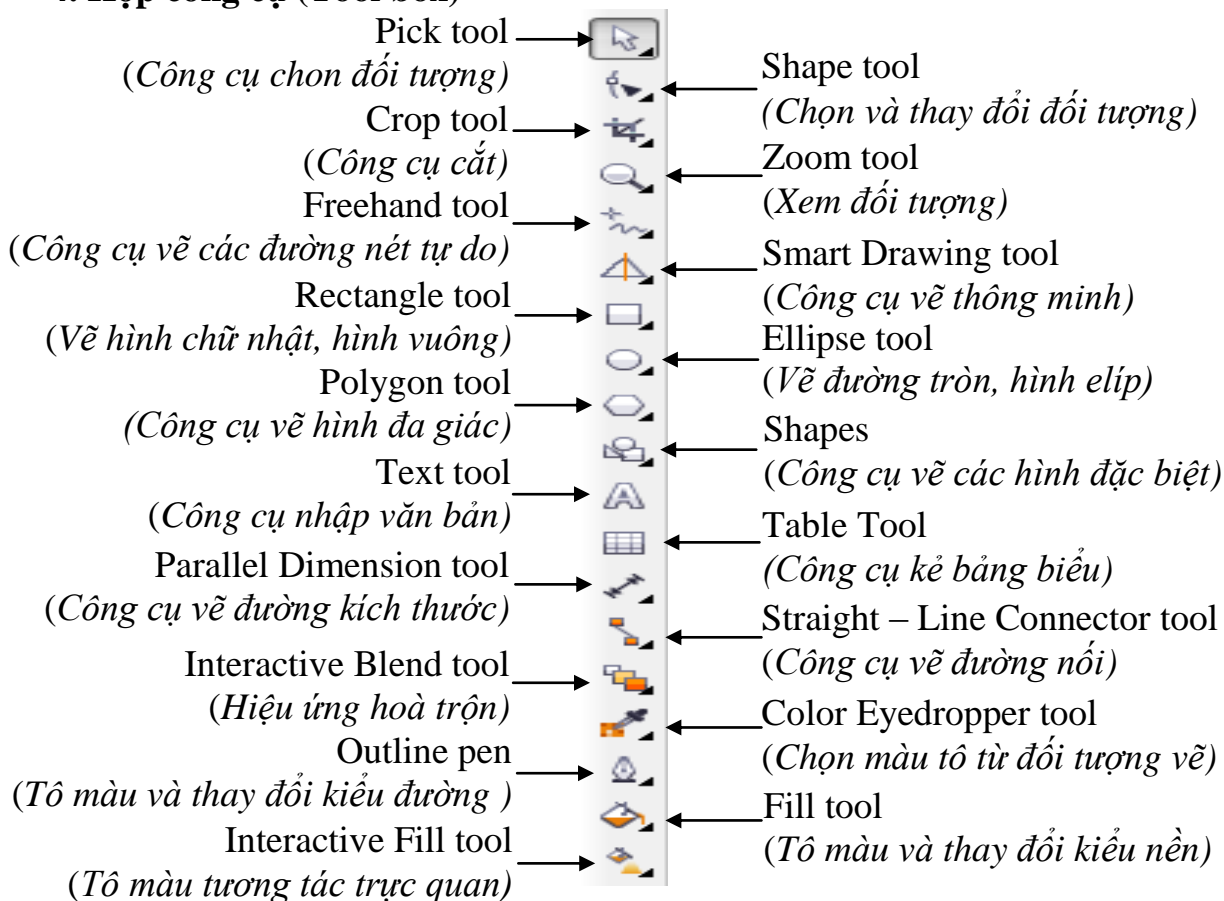 Hộp công cụ (Tool box)
Pick tool
(Công cụ chon đối tượng)
Shape tool
(Chọn và thay đổi đối tượng)
Crop tool
(Công cụ cắt)
Zoom tool
(Xem đối tượng)
Freehand tool
(Công cụ vẽ các đường nét tự do)
Smart Drawing tool
(Công cụ vẽ thông minh)
Rectangle tool
(Vẽ hình chữ nhật, hình vuông)
Ellipse tool
(Vẽ đường tròn, hình elíp)
Polygon tool
(Công cụ vẽ hình đa giác)
Shapes
(Công cụ vẽ các hình đặc biệt)
Text tool
(Công cụ nhập văn bản)
Table Tool
(Công cụ kẻ bảng biểu)
Parallel Dimension tool
(Công cụ vẽ đường kích thước)
Straight – Line Connector tool
(Công cụ vẽ đường nối)
Interactive Blend tool
(Hiệu ứng hoà trộn)
Color Eyedropper tool
(Chọn màu tô từ đối tượng vẽ)
Outline pen
(Tô màu và thay đổi kiểu đường )
Fill tool
(Tô màu và thay đổi kiểu nền)
Interactive Fill tool
(Tô màu tương tác trực quan)